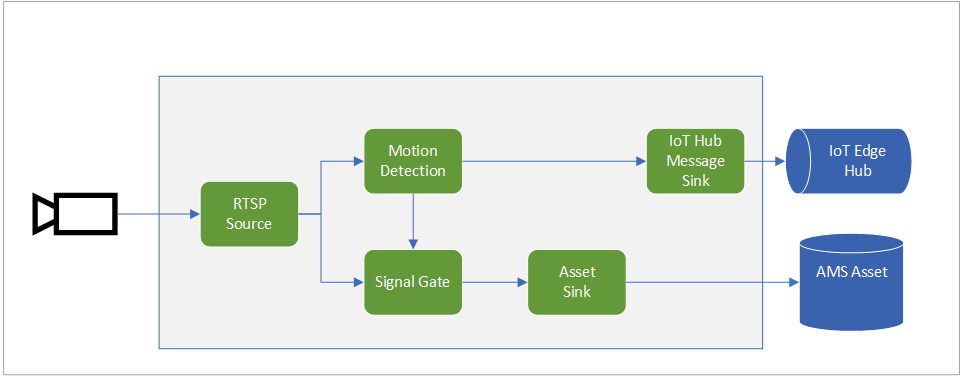 Motion
Detection
IoT Hub
Message
Sink
IoT Edge
Hub
RTSP
Source
Signal Gate
Asset
Sink
AMS Asset